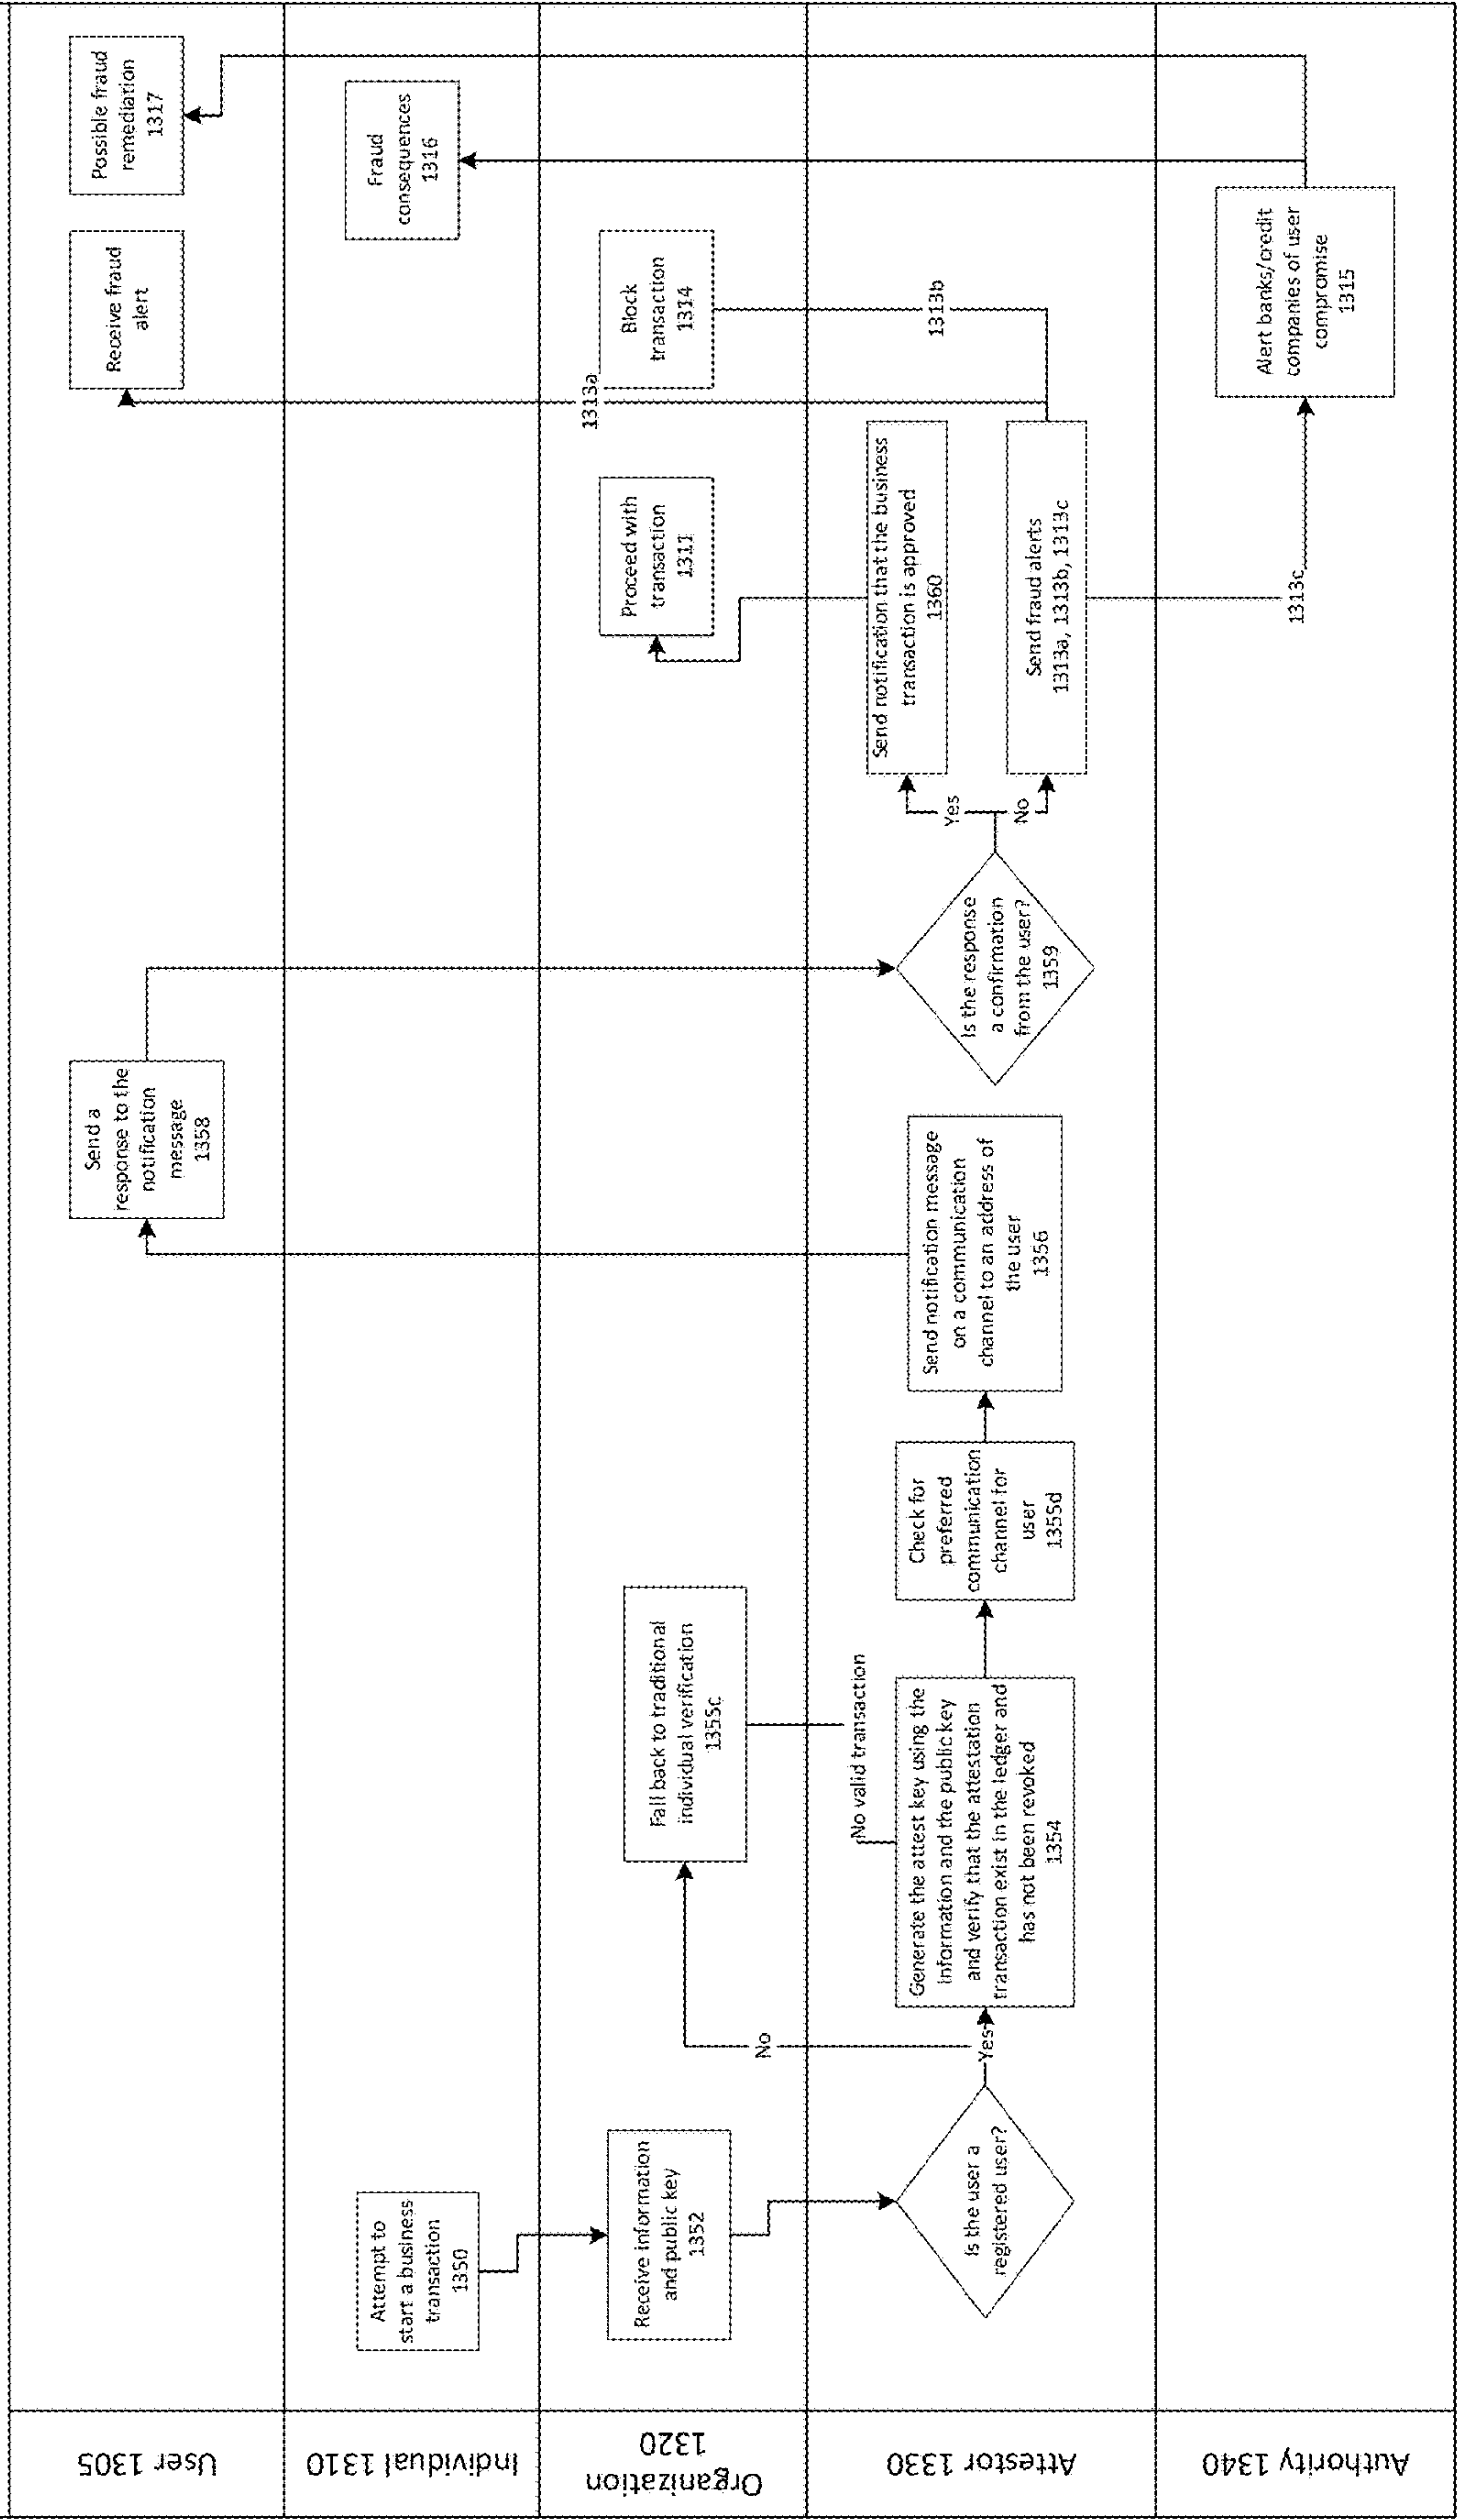 User 1305
Individual 1310
Organization
1320
Attestor 1330
Authority 1340
Attempt to
start a business
transaction
1350
Receive information
and public key
1352
Is the user a
registered user?
No
Yes
Fall back to traditional
individual verification
1355c
No valid transaction
Generate the attest key using the
information and the public key
and verify that the attestation
transaction exist in the ledger and
has not been revoked
1354
Check for
preferred
communication
channel for
user
1355d
Send notification message
on a communication
channel to an address of
the user
1356
Send a
response to the
notification
message
1358
Is the response
a confirmation
from the user?
1359
Yes
No
Send notification that the business
transaction is approved
1360
Send fraud alerts
1313a, 1313b, 1313c
Proceed with
transaction
1311
1313a
1313b
1313c
Block
transaction
1314
Receive fraud
alert
Alert banks/credit
companies of user
compromise
1315
Fraud
consequences
1316
Possible fraud
remediation
1317